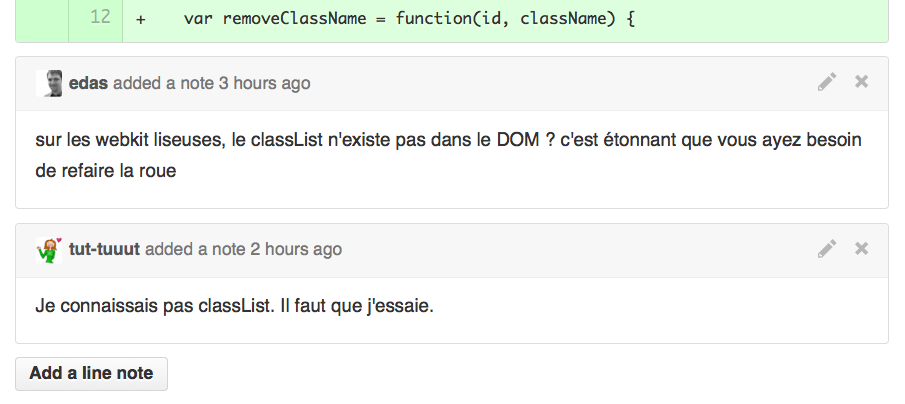 12 + var removeClassName = function(id, className) {
edas added a note 3 hours ago
sur les webkit liseuses, le classList n'existe pas dans le DOM ? c'est étonnant que vous ayez besoin
de refaire la roue
tut-tuuut added a note 2 hours ago
Je connaissais pas classList. Il faut que j'essaie.
Add a line note